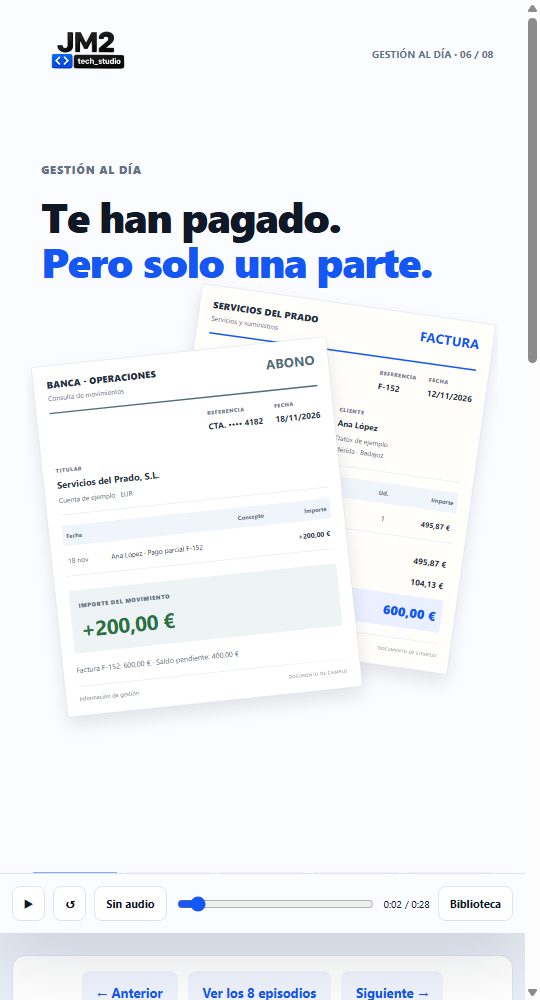 JM2
<> tech_studio
GESTIÓN AL DÍA · 06 / 08
GESTIÓN AL DÍA
Te han pagado.
Pero solo una parte.
SERVICIOS DEL PRADO
Servicios y suministros
FACTURA
REFERENCIA FECHA
F-152 12/11/2026
CLIENTE
Ana López
Datos de ejemplo
Mérida · Badajoz
Ud. Importe
1 495,87 €
495,87 €
104,13 €
600,00 €
DOCUMENTO DE EJEMPLO
BANCA · OPERACIONES
Consulta de movimientos
ABONO
REFERENCIA FECHA
CTA. •••• 4182 18/11/2026
TITULAR
Servicios del Prado, S.L.
Cuenta de ejemplo · EUR
Fecha Concepto Importe
18 nov Ana López · Pago parcial F-152 +200,00 €
IMPORTE DEL MOVIMIENTO
+200,00 €
Factura F-152: 600,00 € · Saldo pendiente: 400,00 €
Información de gestión
DOCUMENTO DE EJEMPLO
Sin audio
0:02 / 0:28
Biblioteca
← Anterior
Ver los 8 episodios
Siguiente →